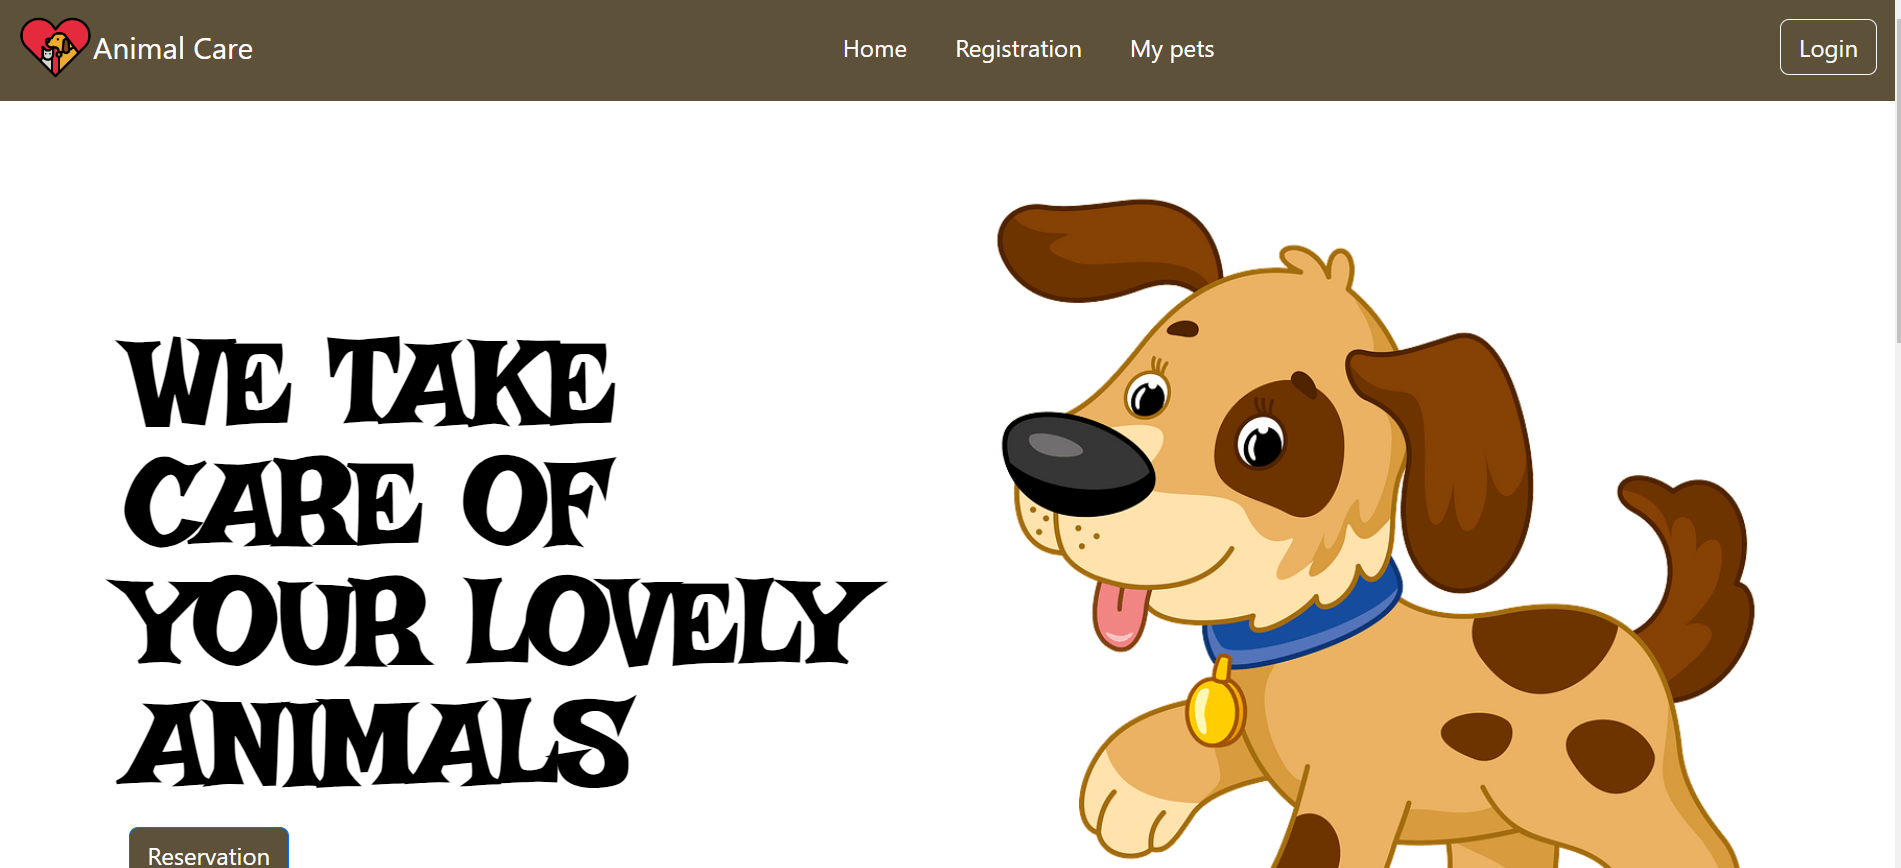 Animal Care
Home
Registration
My pets
Login
WE TAKE
CARE OF
YOUR LOVELY
ANIMALS
Reservation